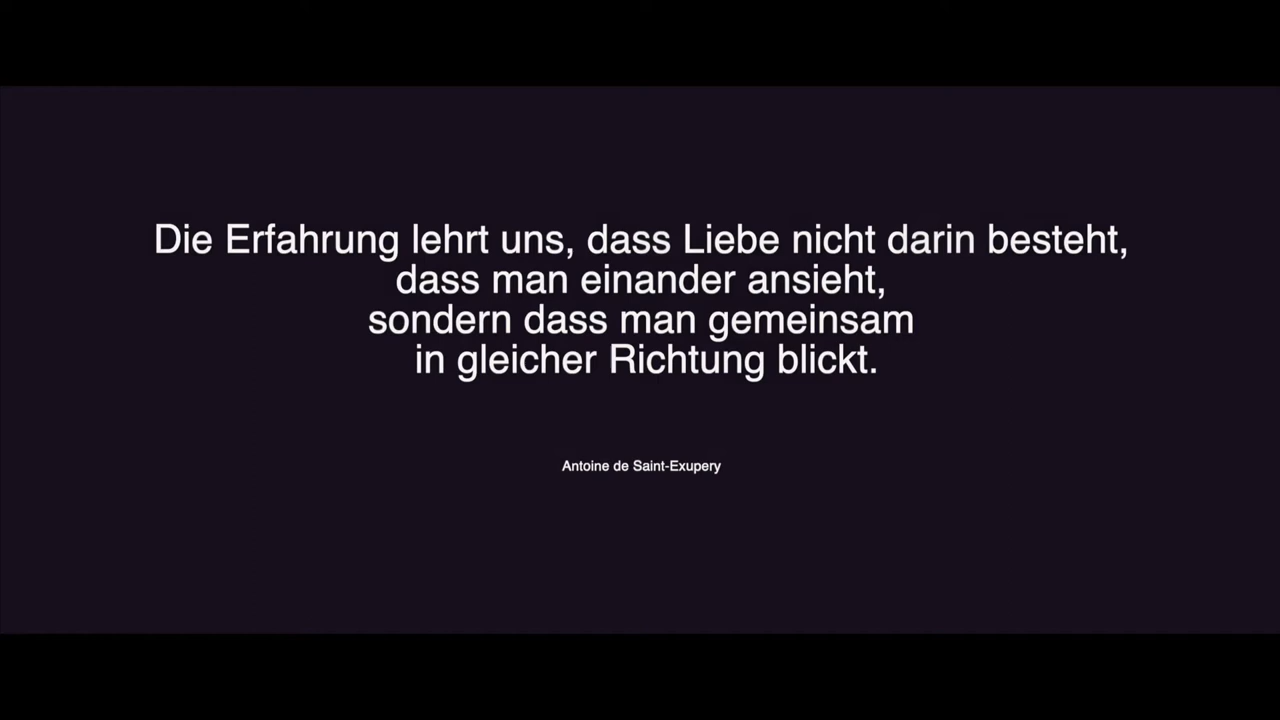 Die Erfahrung lehrt uns, dass Liebe nicht darin besteht,
dass man einander ansieht,
sondern dass man gemeinsam
in gleicher Richtung blickt.
Antoine de Saint-Exupery